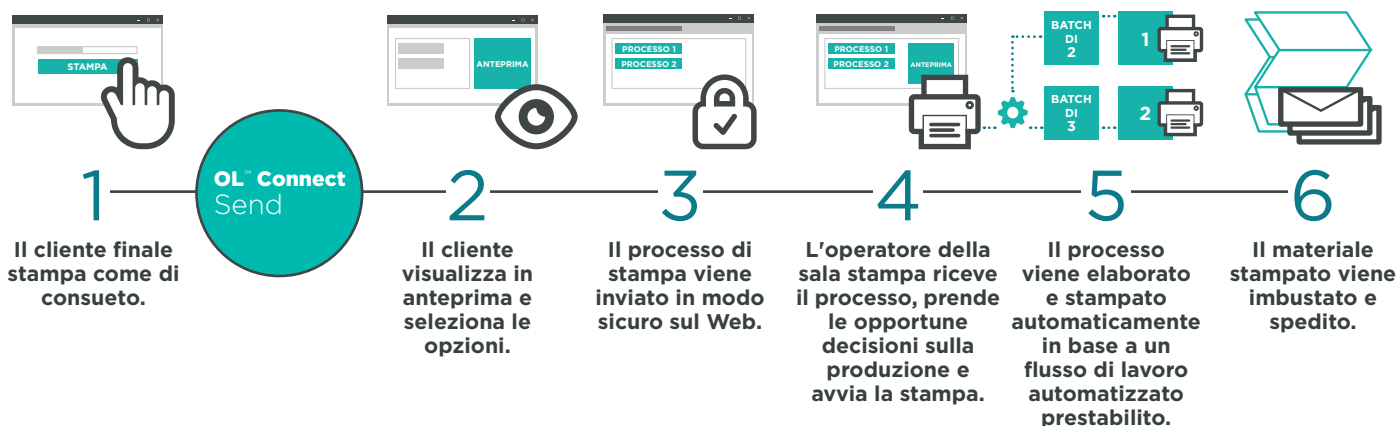 STAMPA
ANTEPRIMA
PROCESSO 1
PROCESSO 2
PROCESSO 1
PROCESSO 2
ANTEPRIMA
BATCH
DI
2
1
BATCH
DI
3
2
1
OL™ Connect
Send
2
3
4
5
6
Il cliente finale
stampa come di
consueto.
Il cliente
visualizza in
anteprima e
seleziona le
opzioni.
Il processo di
stampa viene
inviato in modo
sicuro sul Web.
L'operatore della
sala stampa riceve
il processo, prende
le opportune
decisioni sulla
produzione e
avvia la stampa.
Il processo
viene elaborato
e stampato
automaticamente
in base a un
flusso di lavoro
automatizzato
prestabilito.
Il materiale
stampato viene
imbustato e
spedito.